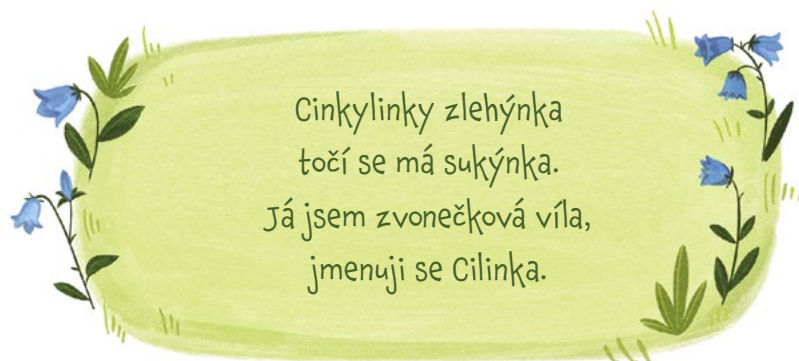 Cinkylinky zlehýnka
točí se má sukýnka.
Já jsem zvonečková víla,
jmenuji se Cilinka.